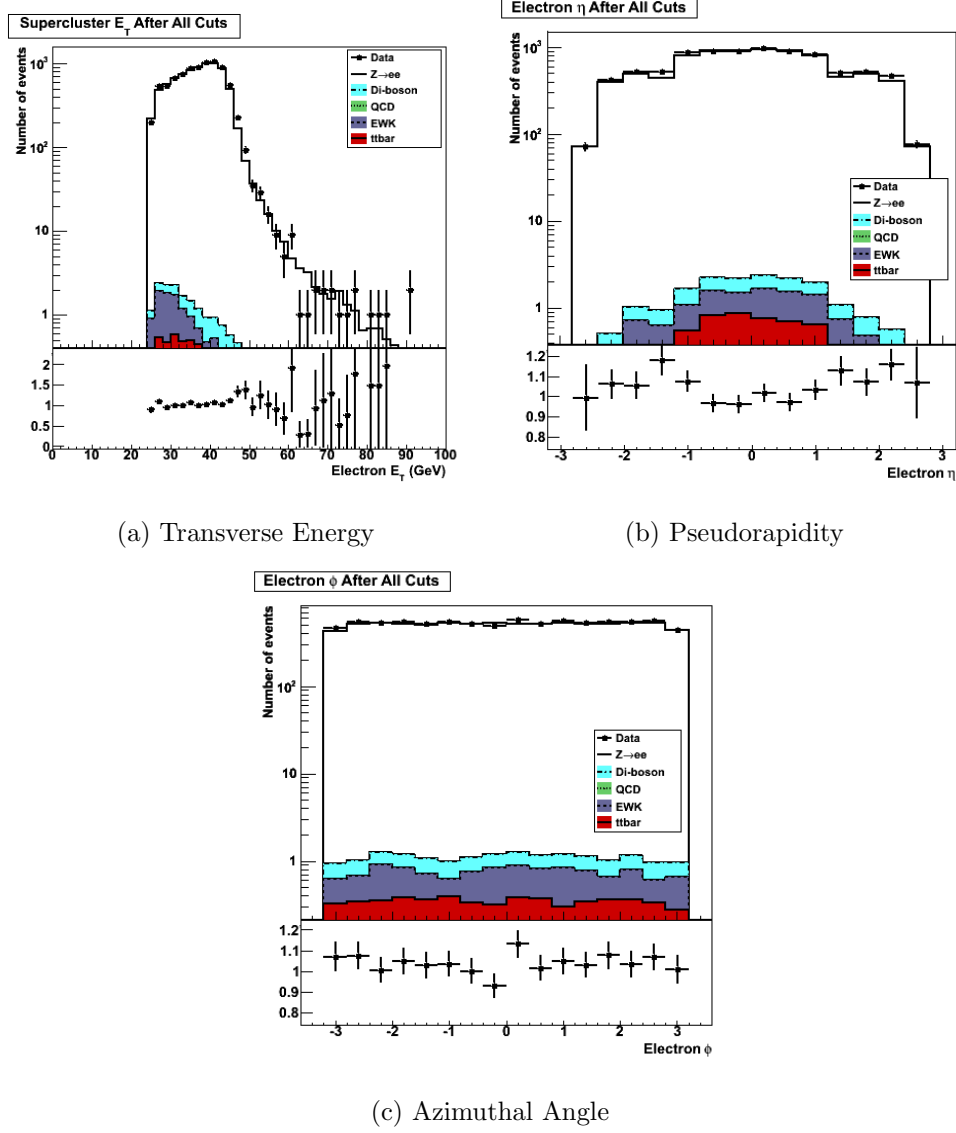 Supercluster E_T After All Cuts
Number of events
10³
10²
10
1
Data
Z→ee
Di-boson
QCD
EWK
ttbar
2
1.5
1
0.5
0
0 10 20 30 40 50 60 70 80 90 100
Electron E_T (GeV)
(a) Transverse Energy
Electron η After All Cuts
Number of events
10³
10²
10
1
Data
Z→ee
Di-boson
QCD
EWK
ttbar
1.2
1.1
1
0.9
0.8
-3 -2 -1 0 1 2 3
Electron η
(b) Pseudorapidity
Electron ϕ After All Cuts
Number of events
10²
10
1
Data
Z→ee
Di-boson
QCD
EWK
ttbar
1.2
1.1
1
0.9
0.8
-3 -2 -1 0 1 2 3
Electron ϕ
(c) Azimuthal Angle